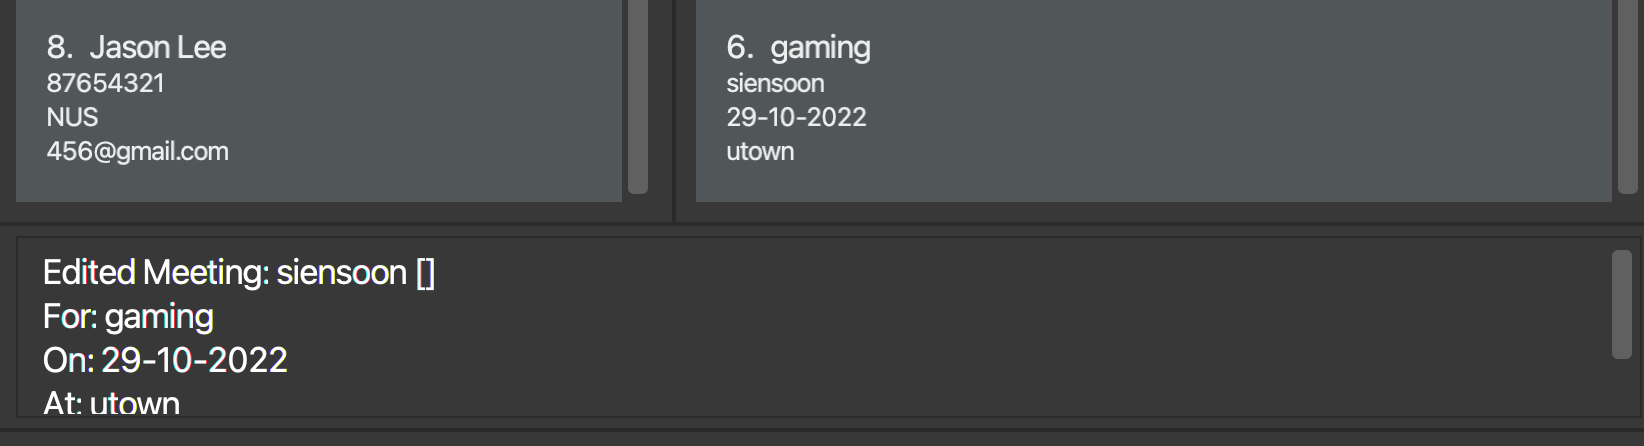 8. Jason Lee
87654321
NUS
456@gmail.com
6. gaming
siensoon
29-10-2022
utown
Edited Meeting: siensoon []
For: gaming
On: 29-10-2022
At: utown